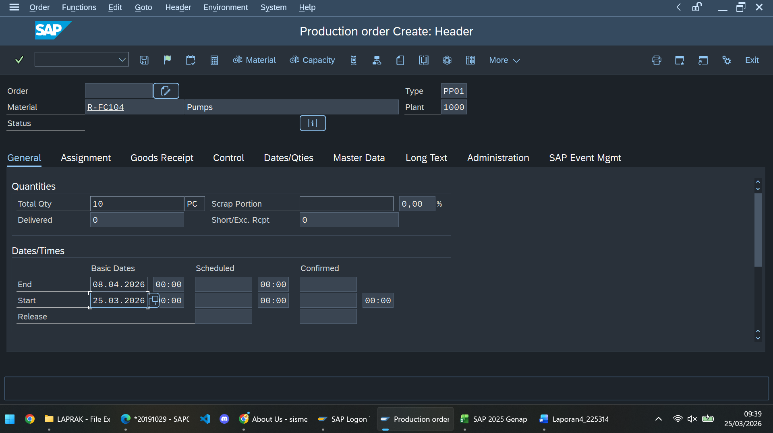 Order Functions Edit Goto Header Environment System Help
SAP Production order Create: Header
Material Capacity More Exit
Order Type PP01
Material R-FC104 Pumps Plant 1000
Status
General Assignment Goods Receipt Control Dates/Qties Master Data Long Text Administration SAP Event Mgmt
Quantities
Total Qty 10 PC Scrap Portion 0,00 %
Delivered 0 Short/Exc. Rcpt 0
Dates/Times
Basic Dates Scheduled Confirmed
End 08.04.2026 00:00 00:00
Start 25.03.2026 0:00 00:00 00:00
Release
LAPRAK - File Ex *20191029 - SAPC About Us - sisme SAP Logon Production order SAP 2025 Genap Laporan4_225314 09:39
25/03/2026